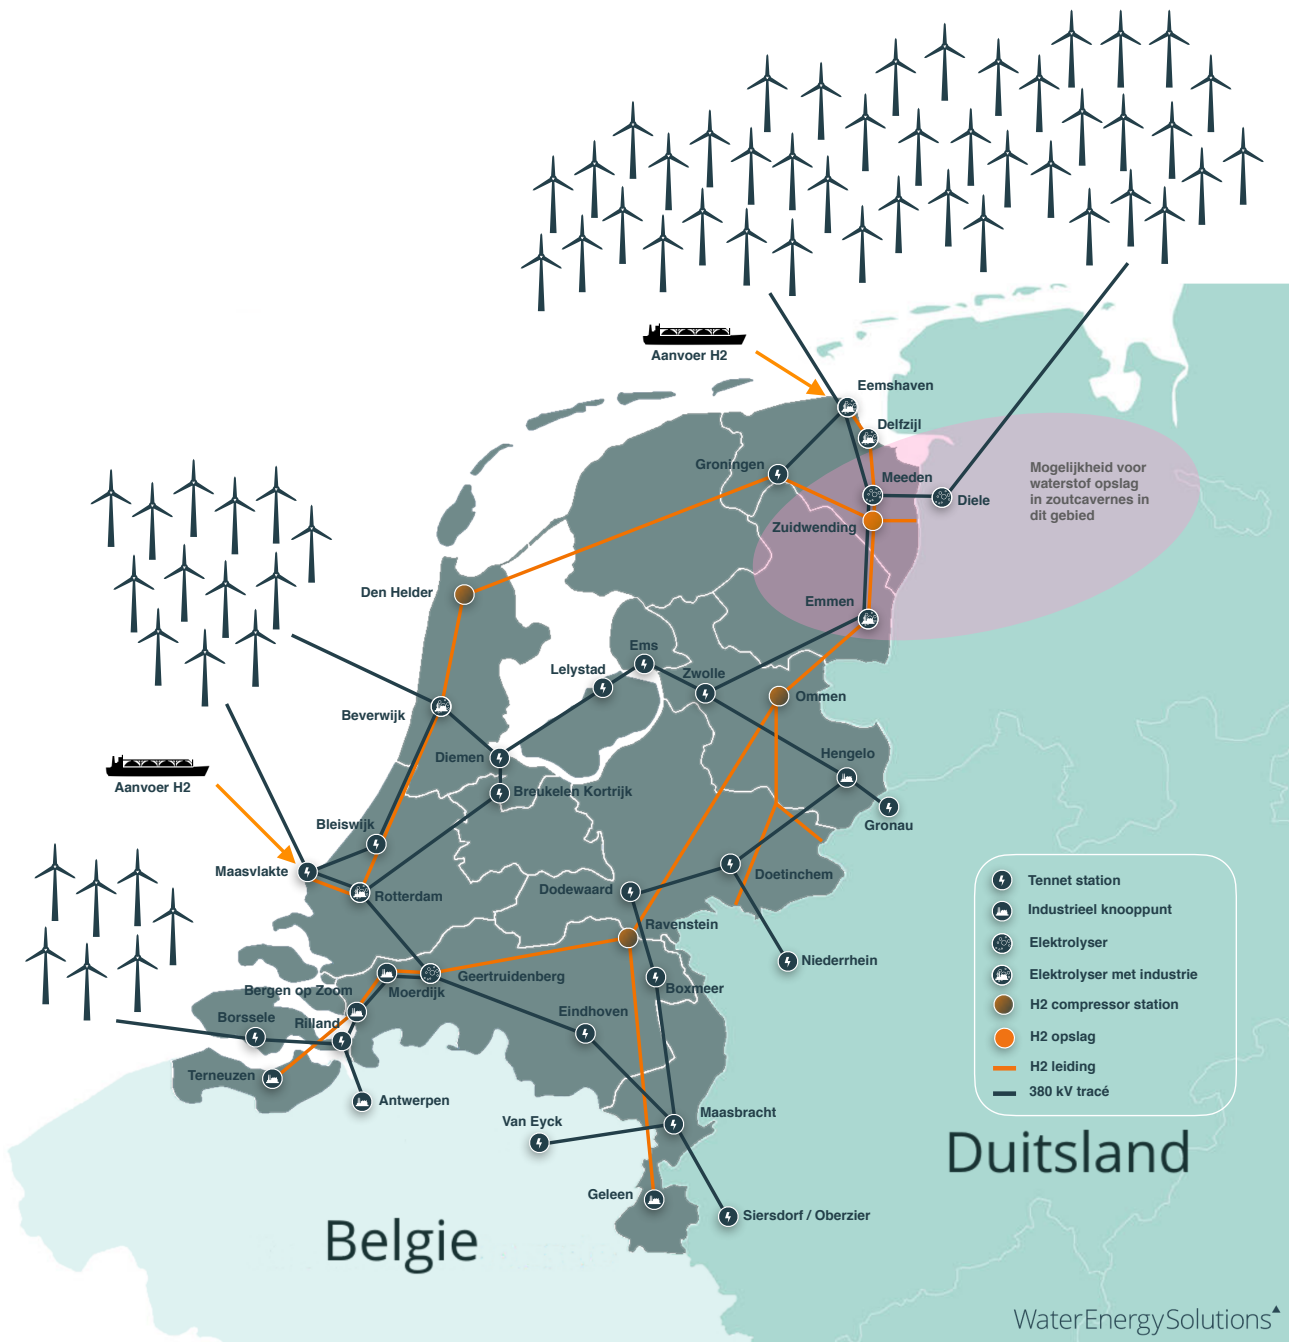 Aanvoer H2
Eemshaven
Delfzijl
Groningen
Meeden
Diele
Mogelijkheid voor
waterstof opslag
in zoutcavernes in
dit gebied
Zuidwending
Den Helder
Emmen
Ems
Lelystad
Zwolle
Ommen
Beverwijk
Diemen
Hengelo
Aanvoer H2
Breukelen Kortrijk
Gronau
Bleiswijk
Maasvlakte
Rotterdam
Dodewaard
Doetinchem
Ravenstein
Niederrhein
Geertruidenberg
Bergen op Zoom
Moerdijk
Boxmeer
Borssele
Rilland
Eindhoven
Terneuzen
Antwerpen
Van Eyck
Maasbracht
Geleen
Siersdorf / Oberzier
Tennet station
Industrieel knooppunt
Elektrolyser
Elektrolyser met industrie
H2 compressor station
H2 opslag
H2 leiding
380 kV tracé
Duitsland
Belgie
WaterEnergySolutions